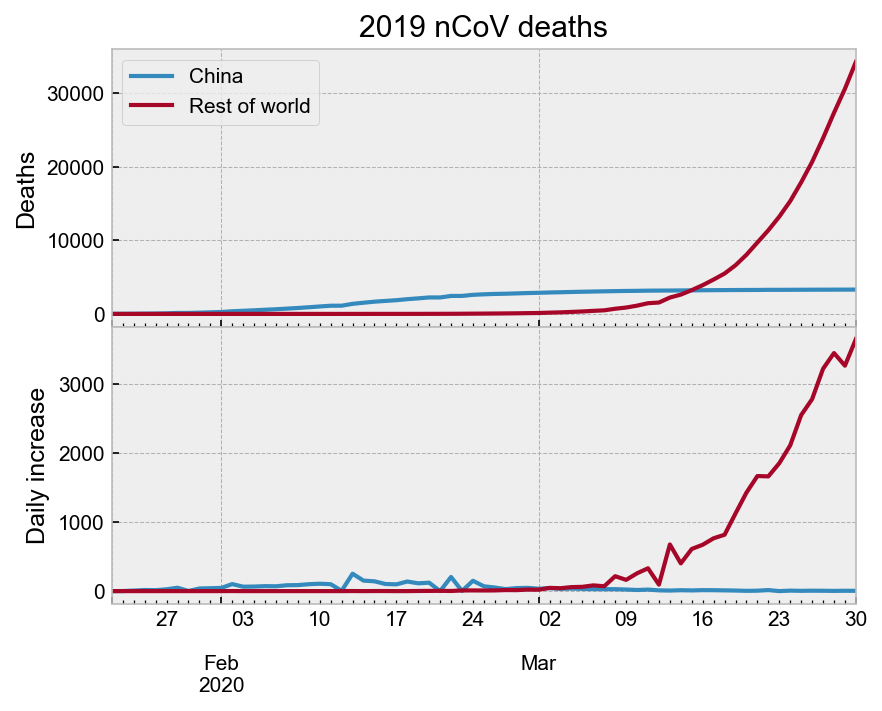 2019 nCoV deaths
China
Rest of world
Deaths
30000
20000
10000
0
Daily increase
3000
2000
1000
0
27 03 10 17 24 02 09 16 23 30
Feb Mar
2020